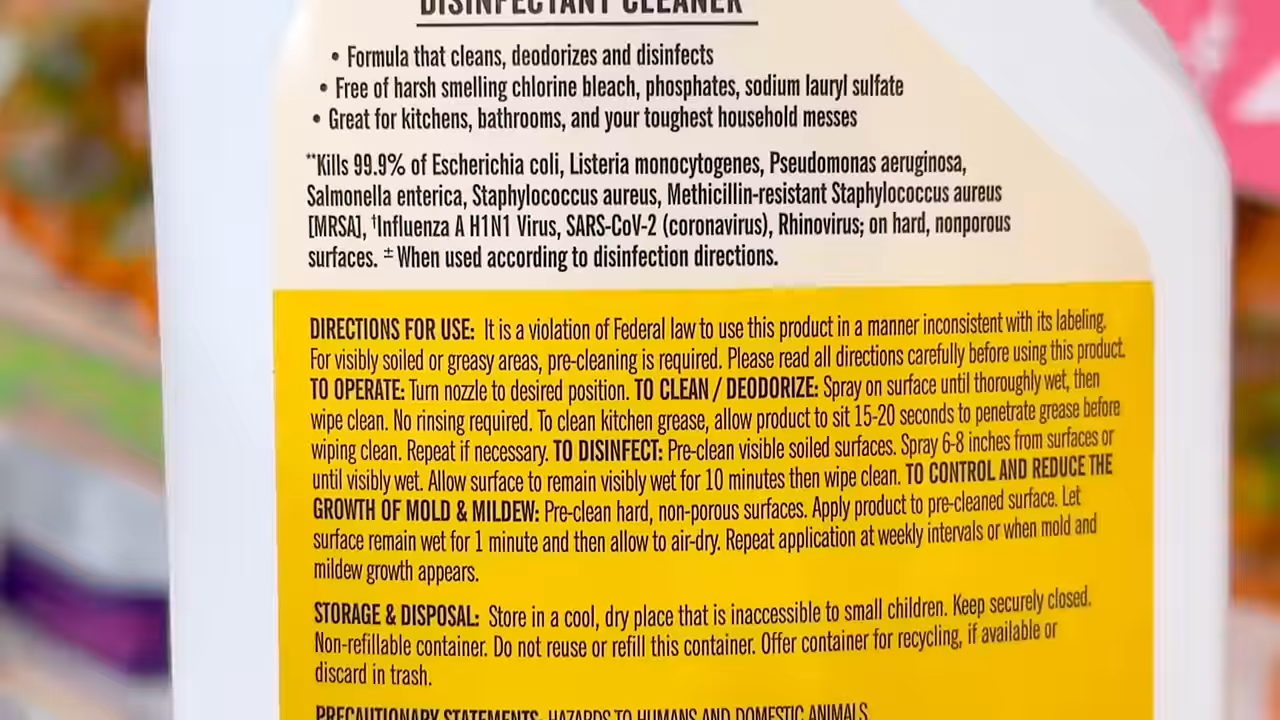 DISINFECTANT CLEANER
• Formula that cleans, deodorizes and disinfects
• Free of harsh smelling chlorine bleach, phosphates, sodium lauryl sulfate
• Great for kitchens, bathrooms, and your toughest household messes
**Kills 99.9% of Escherichia coli, Listeria monocytogenes, Pseudomonas aeruginosa,
Salmonella enterica, Staphylococcus aureus, Methicillin-resistant Staphylococcus aureus
[MRSA], †Influenza A H1N1 Virus, SARS-CoV-2 (coronavirus), Rhinovirus; on hard, nonporous
surfaces. ± When used according to disinfection directions.
DIRECTIONS FOR USE: It is a violation of Federal law to use this product in a manner inconsistent with its labeling.
For visibly soiled or greasy areas, pre-cleaning is required. Please read all directions carefully before using this product.
TO OPERATE: Turn nozzle to desired position. TO CLEAN / DEODORIZE: Spray on surface until thoroughly wet, then
wipe clean. No rinsing required. To clean kitchen grease, allow product to sit 15-20 seconds to penetrate grease before
wiping clean. Repeat if necessary. TO DISINFECT: Pre-clean visible soiled surfaces. Spray 6-8 inches from surfaces or
until visibly wet. Allow surface to remain visibly wet for 10 minutes then wipe clean. TO CONTROL AND REDUCE THE
GROWTH OF MOLD & MILDEW: Pre-clean hard, non-porous surfaces. Apply product to pre-cleaned surface. Let
surface remain wet for 1 minute and then allow to air-dry. Repeat application at weekly intervals or when mold and
mildew growth appears.
STORAGE & DISPOSAL: Store in a cool, dry place that is inaccessible to small children. Keep securely closed.
Non-refillable container. Do not reuse or refill this container. Offer container for recycling, if available or
discard in trash.
PRECAUTIONARY STATEMENTS: HAZARDS TO HUMANS AND DOMESTIC ANIMALS